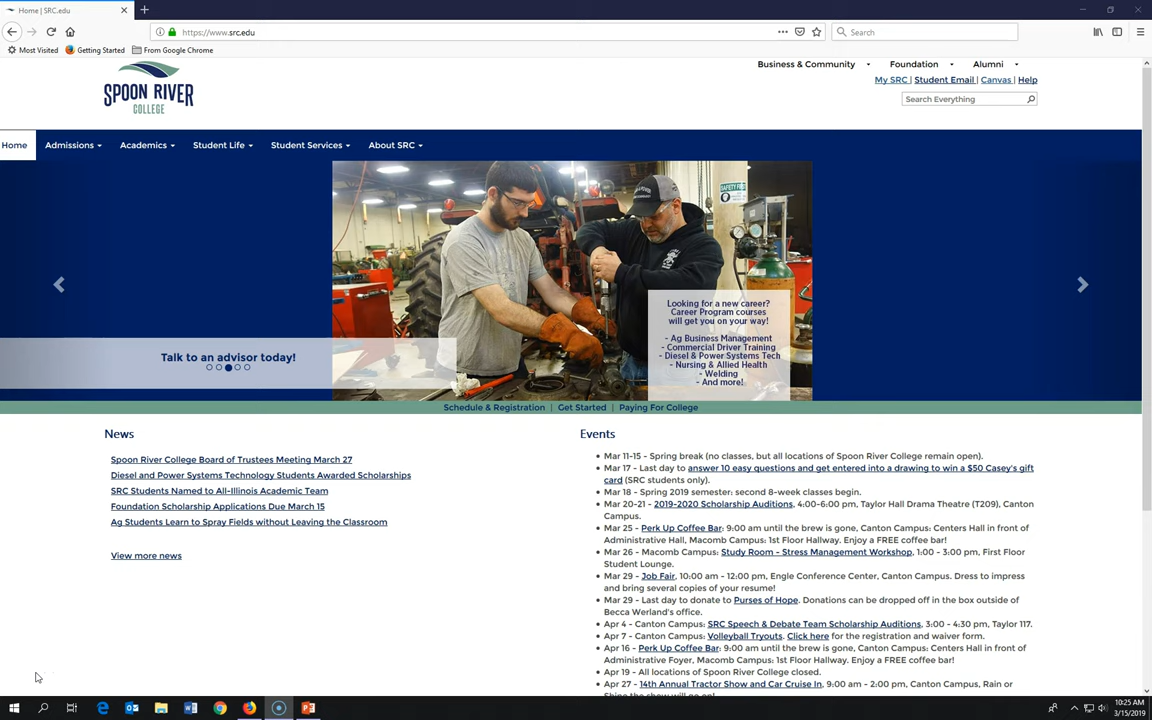 Home | SRC.edu
https://www.src.edu
Search
Most Visited
Getting Started
From Google Chrome
SPOON RIVER
COLLEGE
Business & Community
Foundation
Alumni
My SRC | Student Email | Canvas | Help
Search Everything
Home
Admissions
Academics
Student Life
Student Services
About SRC
SAFETY FIRST
Looking for a new career?
Career Program courses
will get you on your way!
- Ag Business Management
- Commercial Driver Training
- Diesel & Power Systems Tech
- Nursing & Allied Health
- Welding
- And more!
Talk to an advisor today!
Schedule & Registration | Get Started | Paying For College
News
Spoon River College Board of Trustees Meeting March 27
Diesel and Power Systems Technology Students Awarded Scholarships
SRC Students Named to All-Illinois Academic Team
Foundation Scholarship Applications Due March 15
Ag Students Learn to Spray Fields without Leaving the Classroom
View more news
Events
Mar 11-15 - Spring break (no classes, but all locations of Spoon River College remain open).
Mar 17 - Last day to answer 10 easy questions and get entered into a drawing to win a $50 Casey's gift
card (SRC students only).
Mar 18 - Spring 2019 semester: second 8-week classes begin.
Mar 20-21 - 2019-2020 Scholarship Auditions, 4:00-6:00 pm, Taylor Hall Drama Theatre (T209), Canton
Campus.
Mar 25 - Perk Up Coffee Bar: 9:00 am until the brew is gone, Canton Campus: Centers Hall in front of
Administrative Hall, Macomb Campus: 1st Floor Hallway. Enjoy a FREE coffee bar!
Mar 26 - Macomb Campus: Study Room - Stress Management Workshop, 1:00 - 3:00 pm, First Floor
Student Lounge.
Mar 29 - Job Fair, 10:00 am - 12:00 pm, Engle Conference Center, Canton Campus. Dress to impress
and bring several copies of your resume!
Mar 29 - Last day to donate to Purses of Hope. Donations can be dropped off in the box outside of
Becca Werland's office.
Apr 4 - Canton Campus: SRC Speech & Debate Team Scholarship Auditions, 3:00 - 4:30 pm, Taylor 117.
Apr 7 - Canton Campus: Volleyball Tryouts. Click here for the registration and waiver form.
Apr 16 - Perk Up Coffee Bar: 9:00 am until the brew is gone, Canton Campus: Centers Hall in front of
Administrative Foyer, Macomb Campus: 1st Floor Hallway. Enjoy a FREE coffee bar!
Apr 19 - All locations of Spoon River College closed.
Apr 27 - 14th Annual Tractor Show and Car Cruise In, 9:00 am - 2:00 pm, Canton Campus, Rain or
Shine the show will go on!
10:25 AM
3/15/2019